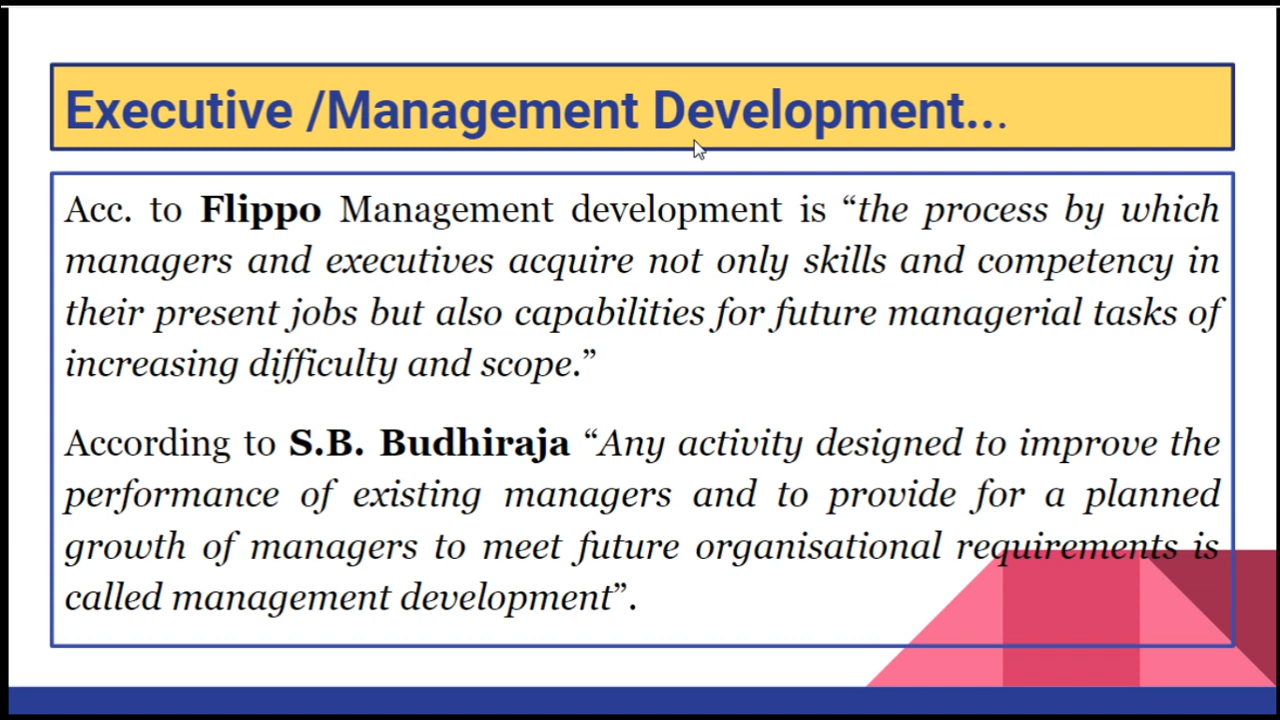 Executive /Management Development...
Acc. to Flippo Management development is “the process by which
managers and executives acquire not only skills and competency in
their present jobs but also capabilities for future managerial tasks of
increasing difficulty and scope.”
According to S.B. Budhiraja “Any activity designed to improve the
performance of existing managers and to provide for a planned
growth of managers to meet future organisational requirements is
called management development”.